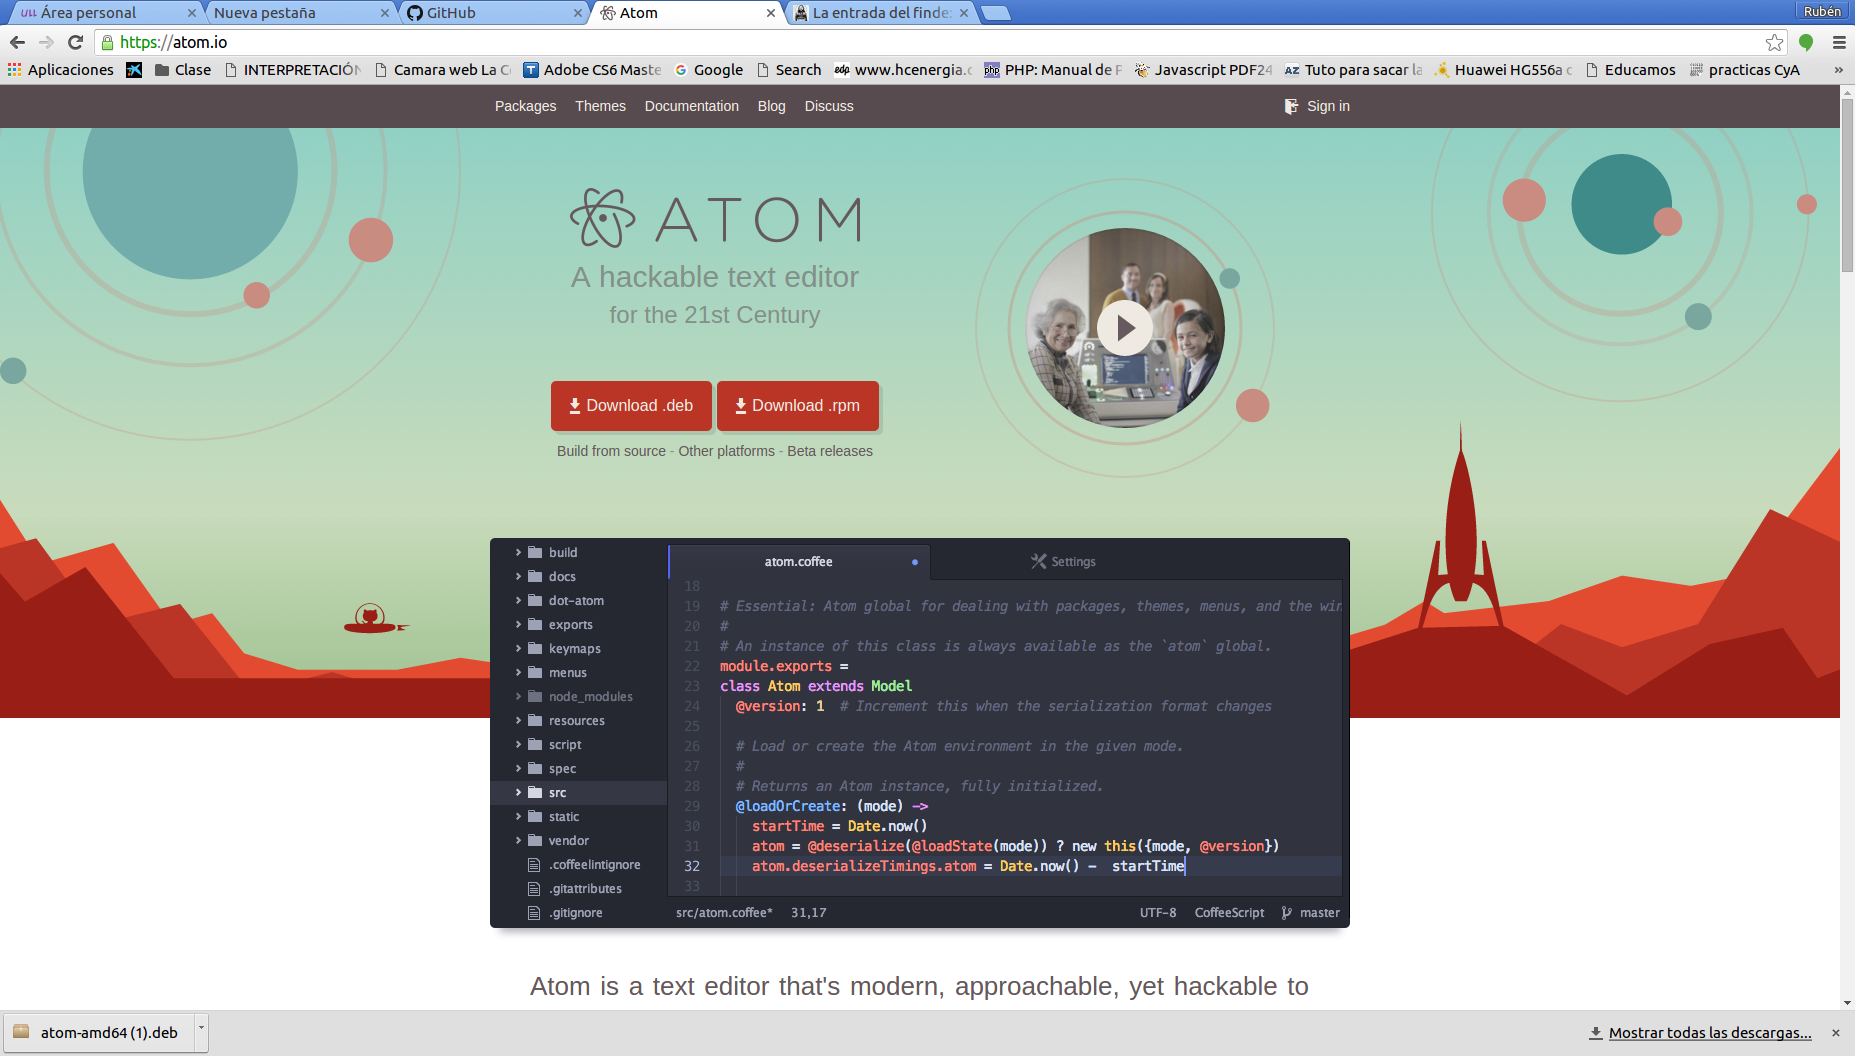 ULL Área personal
Nueva pestaña
GitHub
Atom
La entrada del finde
Rubén
https://atom.io
Aplicaciones
Clase
INTERPRETACIÓN
Camara web La C
Adobe CS6 Maste
Google
Search
edp www.hcenergia.c
php PHP: Manual de P
Javascript PDF24
AZ Tuto para sacar la
Huawei HG556a c
Educamos
practicas CyA
»
Packages
Themes
Documentation
Blog
Discuss
Sign in
ATOM
A hackable text editor
for the 21st Century
Download .deb
Download .rpm
Build from source - Other platforms - Beta releases
build
docs
dot-atom
exports
keymaps
menus
node_modules
resources
script
spec
src
static
vendor
.coffeelintignore
.gitattributes
.gitignore
atom.coffee
Settings
18
19 # Essential: Atom global for dealing with packages, themes, menus, and the win
20 #
21 # An instance of this class is always available as the `atom` global.
22 module.exports =
23 class Atom extends Model
24 @version: 1 # Increment this when the serialization format changes
25
26 # Load or create the Atom environment in the given mode.
27 #
28 # Returns an Atom instance, fully initialized.
29 @loadOrCreate: (mode) ->
30 startTime = Date.now()
31 atom = @deserialize(@loadState(mode)) ? new this({mode, @version})
32 atom.deserializeTimings.atom = Date.now() - startTime
33
src/atom.coffee* 31,17
UTF-8 CoffeeScript master
Atom is a text editor that's modern, approachable, yet hackable to
atom-amd64 (1).deb
Mostrar todas las descargas...